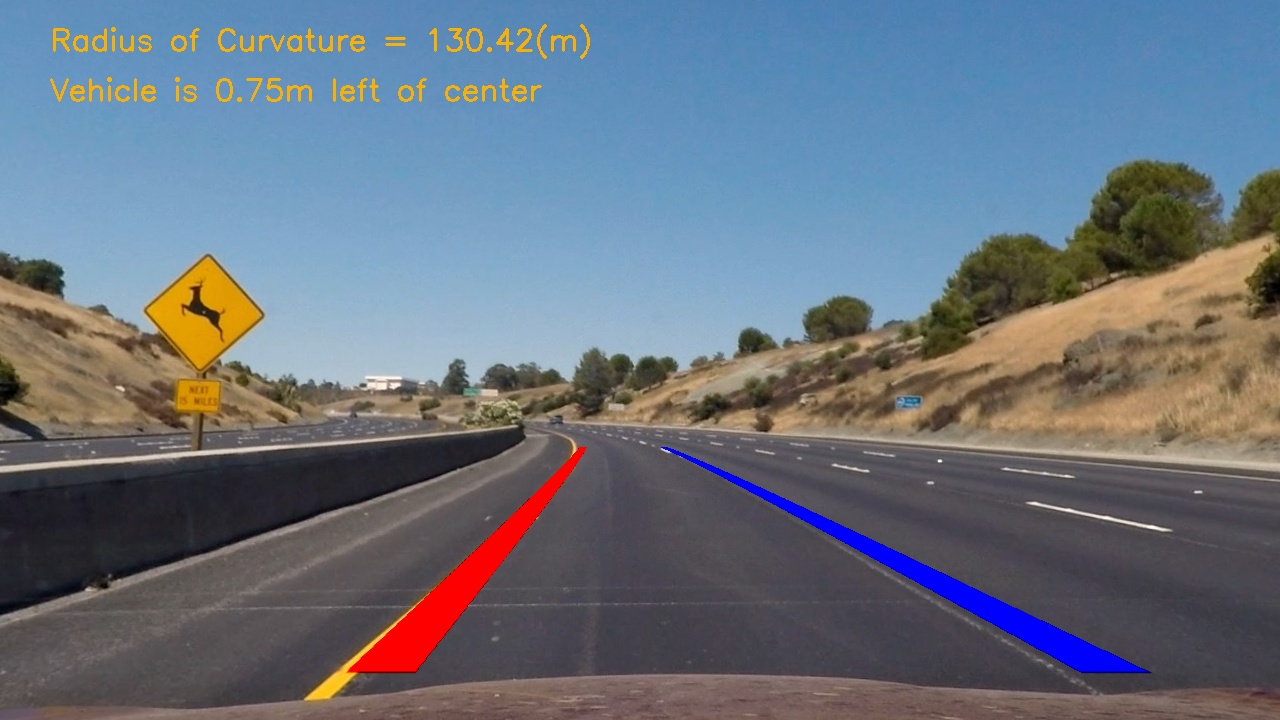 Radius of Curvature = 130.42(m)
Vehicle is 0.75m left of center
NEXT
15 MILES